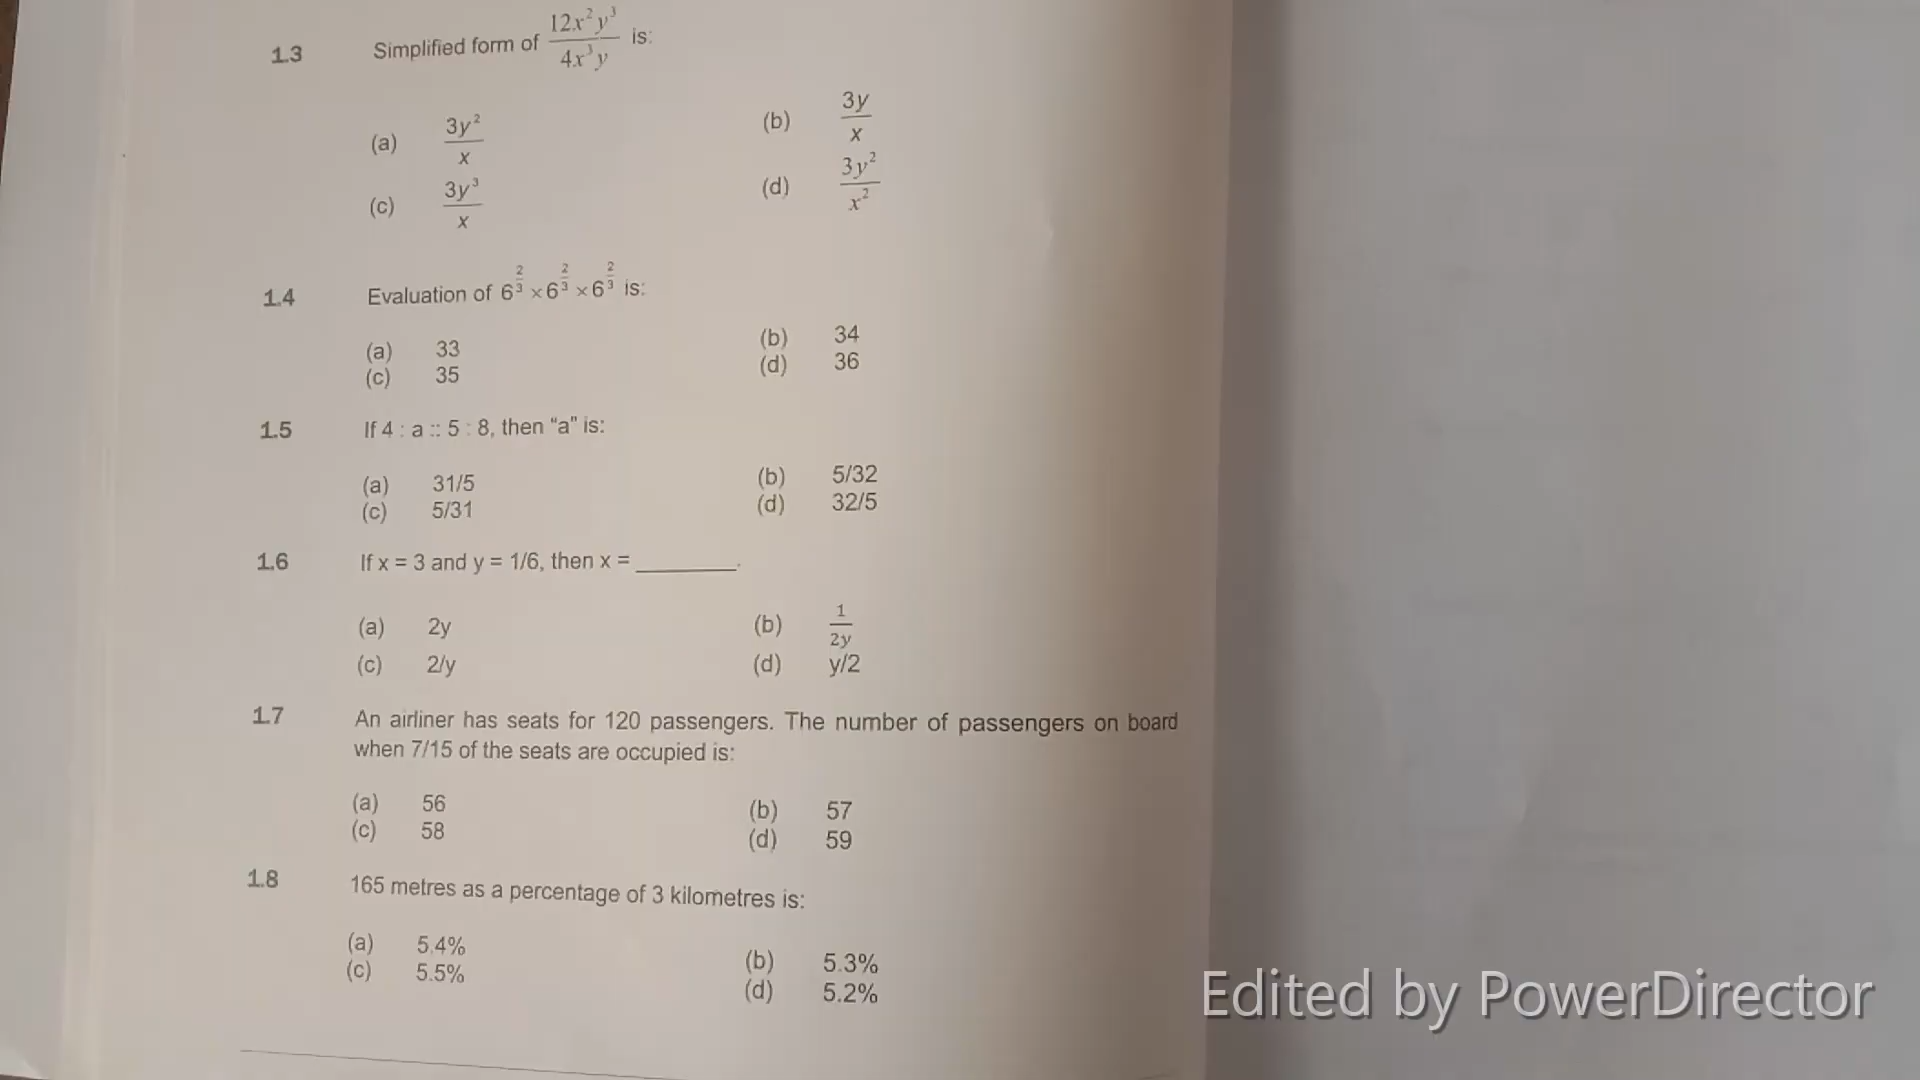 1.3 Simplified form of 12x²y³/4x³y is:
(a) 3y²/x (b) 3y/x
(c) 3y³/x (d) 3y²/x²
1.4 Evaluation of 6^(2/3) × 6^(2/3) × 6^(2/3) is:
(a) 33 (b) 34
(c) 35 (d) 36
1.5 If 4 : a :: 5 : 8, then “a” is:
(a) 31/5 (b) 5/32
(c) 5/31 (d) 32/5
1.6 If x = 3 and y = 1/6, then x = ________.
(a) 2y (b) 1/2y
(c) 2/y (d) y/2
1.7 An airliner has seats for 120 passengers. The number of passengers on board
when 7/15 of the seats are occupied is:
(a) 56 (b) 57
(c) 58 (d) 59
1.8 165 metres as a percentage of 3 kilometres is:
(a) 5.4% (b) 5.3%
(c) 5.5% (d) 5.2%
Edited by PowerDirector